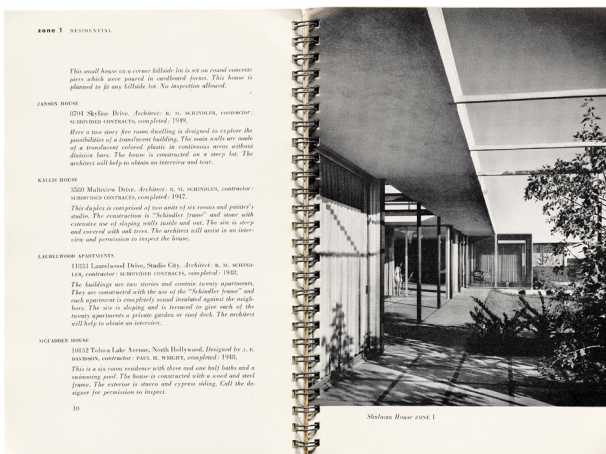 zone 1 RESIDENTIAL
This small house on a corner hillside lot is set on round concrete
piers which were poured in cardboard forms. This house is
planned to fit any hillside lot. No inspection allowed.
JANSON HOUSE
8704 Skyline Drive, Architect: R. M. SCHINDLER, contractor:
SUBDIVIDED CONTRACTS, completed: 1949.
Here a two story five room dwelling is designed to explore the
possibilities of a translucent building. The main walls are made
of a translucent colored plastic in continuous areas without
division bars. The house is constructed on a steep lot. The
architect will help to obtain an interview and tour.
KALLIS HOUSE
3580 Multiview Drive, Architect: R. M. SCHINDLER, contractor:
SUBDIVIDED CONTRACTS, completed: 1947.
This duplex is comprised of two units of six rooms and painter's
studio. The construction is "Schindler frame" and stone with
extensive use of sloping walls inside and out. The site is steep
and covered with oak trees. The architect will assist in an inter-
view and permission to inspect the house.
LAURELWOOD APARTMENTS
11833 Laurelwood Drive, Studio City, Architect: R. M. SCHIND-
LER, contractor: SUBDIVIDED CONTRACTS, completed: 1948.
The buildings are two stories and contain twenty apartments.
They are constructed with the use of the "Schindler frame" and
each apartment is completely sound insulated against the neigh-
bors. The site is sloping and is terraced to give each of the
twenty apartments a private garden or roof deck. The architect
will help to obtain an interview.
MCFADDEN HOUSE
10152 Toluca Lake Avenue, North Hollywood, Designed by J. R.
DAVIDSON, contractor: PAUL H. WRIGHT, completed: 1948.
This is a six room residence with three and one half baths and a
swimming pool. The house is constructed with a wood and steel
frame. The exterior is stucco and cypress siding. Call the de-
signer for permission to inspect.
10
Shulman House ZONE 1